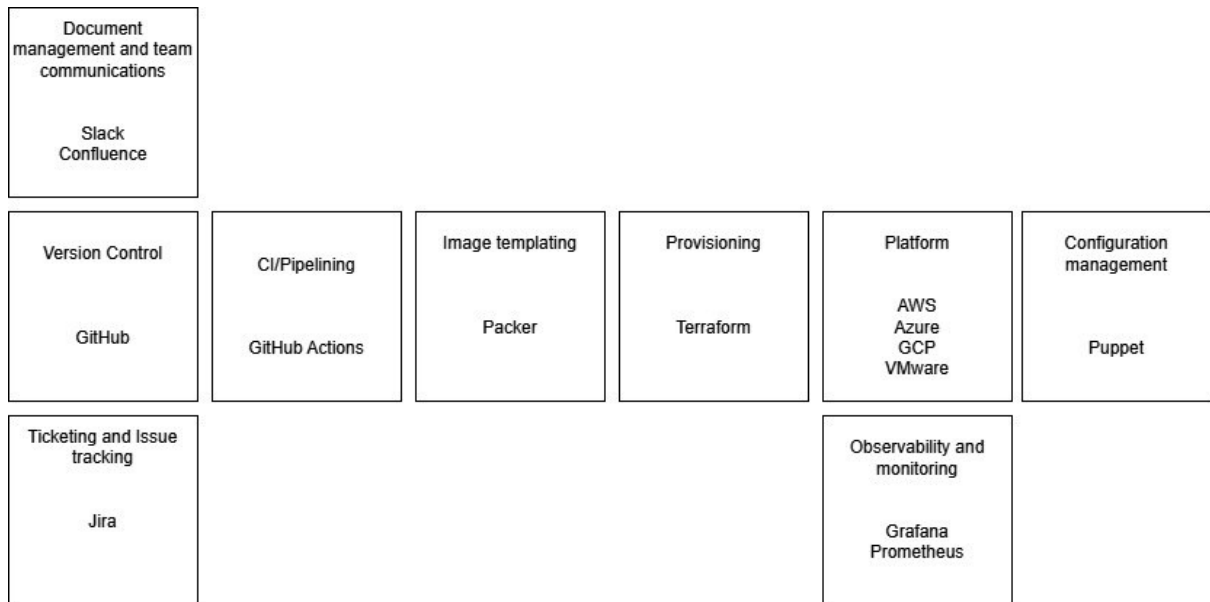 Document
management and team
communications
Slack
Confluence
Version Control
GitHub
CI/Pipelining
GitHub Actions
Image templating
Packer
Provisioning
Terraform
Platform
AWS
Azure
GCP
VMware
Configuration
management
Puppet
Ticketing and Issue
tracking
Jira
Observability and
monitoring
Grafana
Prometheus